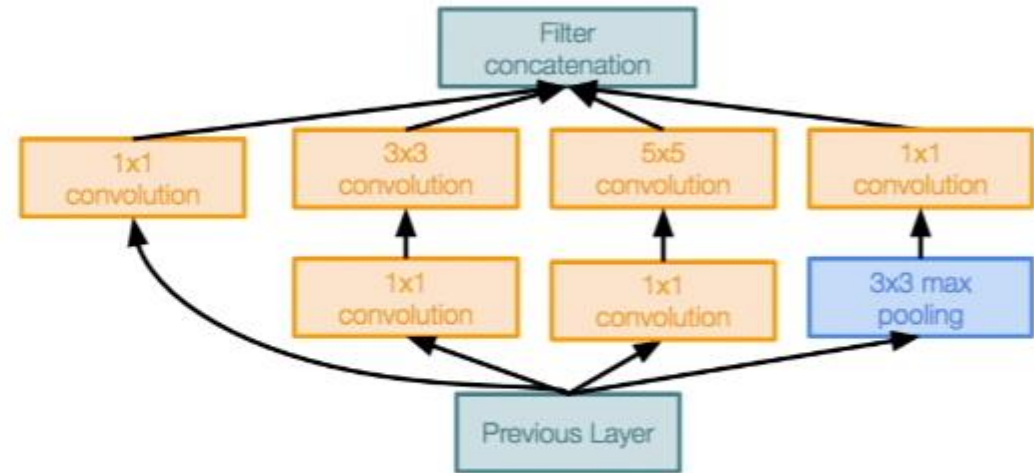 Filter
concatenation
1x1
convolution
3x3
convolution
5x5
convolution
1x1
convolution
1x1
convolution
1x1
convolution
3x3 max
pooling
Previous Layer